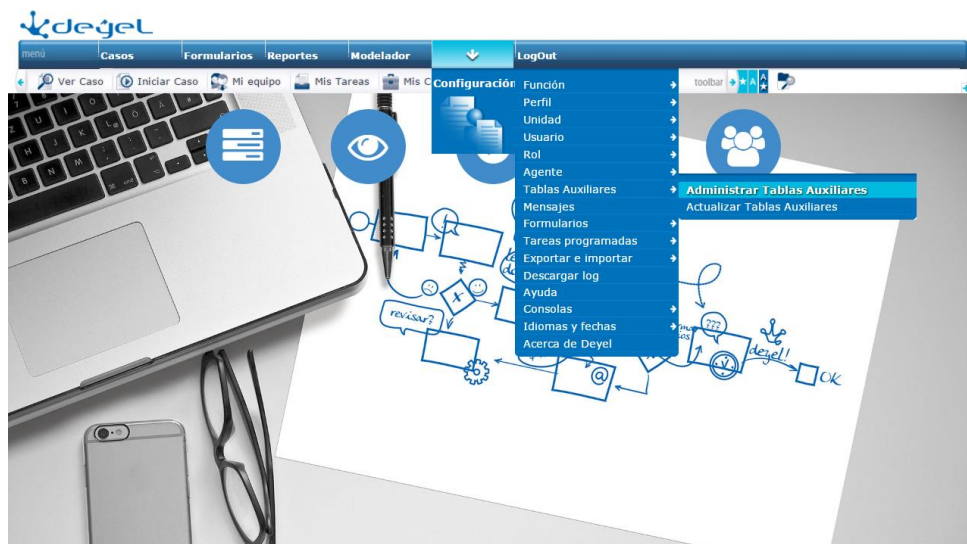 deyel
menú Casos Formularios Reportes Modelador LogOut
Ver Caso Iniciar Caso Mi equipo Mis Tareas Mis C Configuración toolbar
Función
Perfil
Unidad
Usuario
Rol
Agente
Tablas Auxiliares
Administrar Tablas Auxiliares
Mensajes
Actualizar Tablas Auxiliares
Formularios
Tareas programadas
Exportar e importar
Descargar log
Ayuda
Consolas
Idiomas y fechas
Acerca de Deyel
revisar?
???
deyel!
@
OK